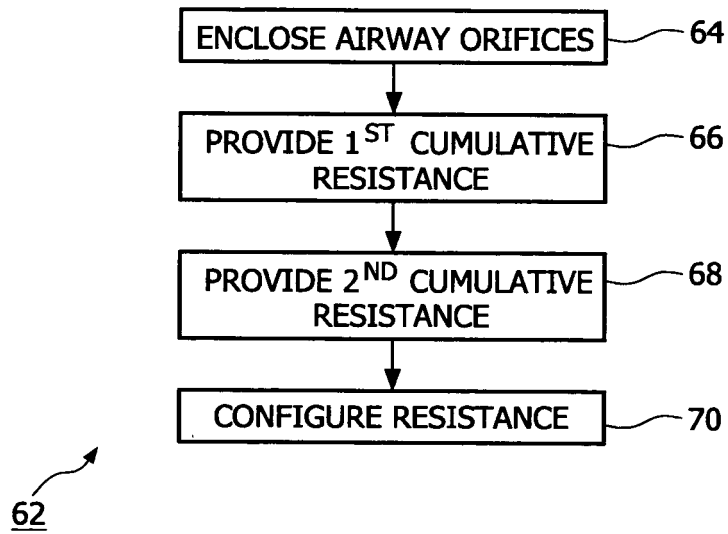 ENCLOSE AIRWAY ORIFICES
64
PROVIDE 1ST CUMULATIVE
RESISTANCE
66
PROVIDE 2ND CUMULATIVE
RESISTANCE
68
CONFIGURE RESISTANCE
70
62